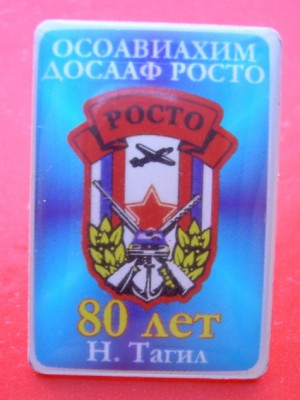 ОСОАВИАХИМ
ДОСААФ РОСТО
РОСТО
80 лет
Н. Тагил